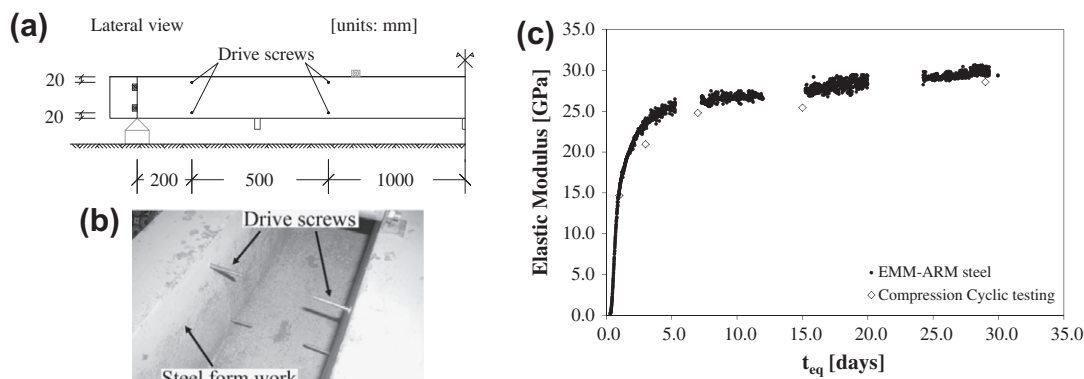 (a)
Lateral view [units: mm]
Drive screws
20
20
200 500 1000
(b)
Drive screws
Steel form work
(c)
Elastic Modulus [GPa]
35.0
30.0
25.0
20.0
15.0
10.0
5.0
0.0
0.0 5.0 10.0 15.0 20.0 25.0 30.0 35.0
t_eq [days]
EMM-ARM steel
Compression Cyclic testing